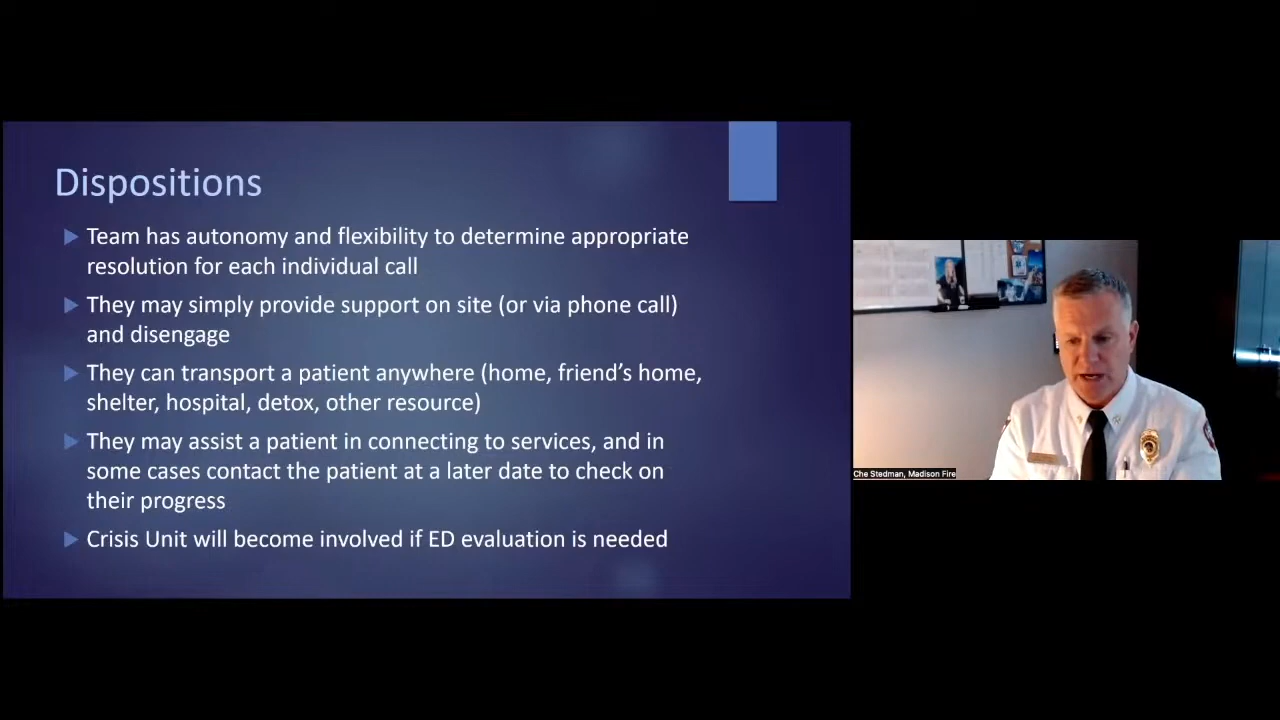 Dispositions
Team has autonomy and flexibility to determine appropriate
resolution for each individual call
They may simply provide support on site (or via phone call)
and disengage
They can transport a patient anywhere (home, friend’s home,
shelter, hospital, detox, other resource)
They may assist a patient in connecting to services, and in
some cases contact the patient at a later date to check on
their progress
Crisis Unit will become involved if ED evaluation is needed
Che Stedman, Madison Fire